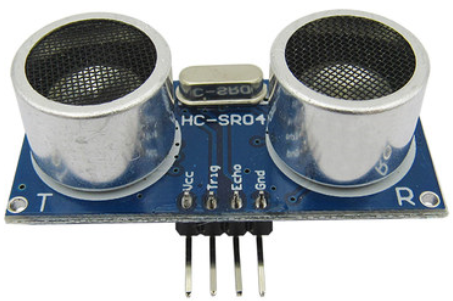 HC-SR04
Vcc
Trig
Echo
Gnd
T
R